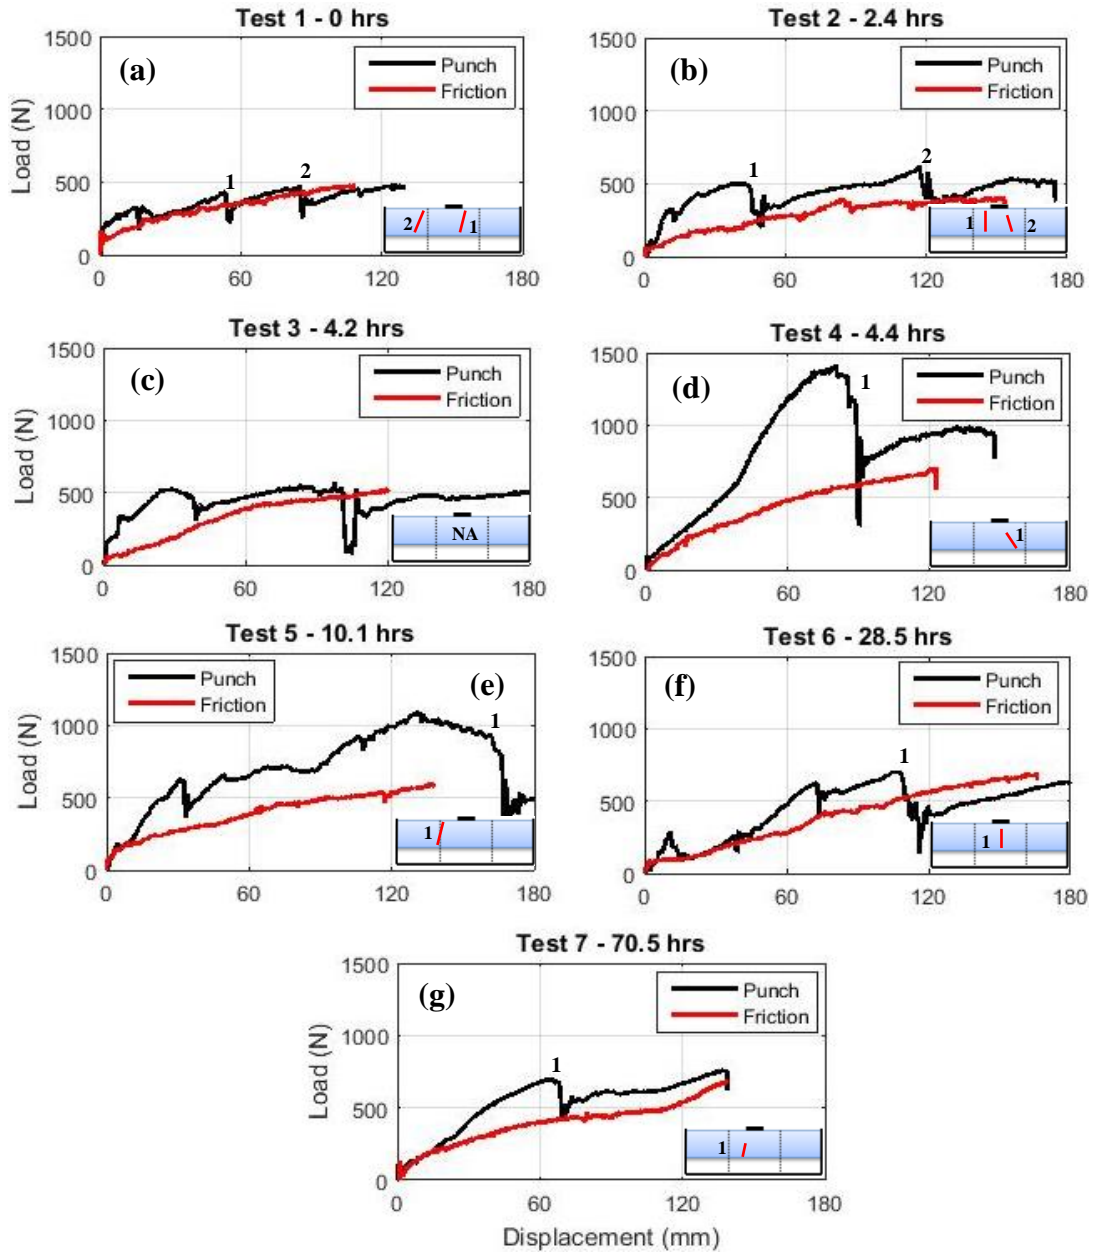 Test 1 - 0 hrs
1500
1000
500
0
Load (N)
(a)
Punch
Friction
1
2
2
1
0
60
120
180
Test 2 - 2.4 hrs
1500
1000
500
0
(b)
Punch
Friction
1
2
1
2
0
60
120
180
Test 3 - 4.2 hrs
1500
1000
500
0
Load (N)
(c)
Punch
Friction
NA
0
60
120
180
Test 4 - 4.4 hrs
1500
1000
500
0
(d)
Punch
Friction
1
1
0
60
120
180
Test 5 - 10.1 hrs
1500
1000
500
0
Load (N)
Punch
Friction
(e)
1
1
0
60
120
180
Test 6 - 28.5 hrs
1500
1000
500
0
(f)
Punch
Friction
1
1
0
60
120
180
Test 7 - 70.5 hrs
1500
1000
500
0
Load (N)
(g)
Punch
Friction
1
1
0
60
120
180
Displacement (mm)